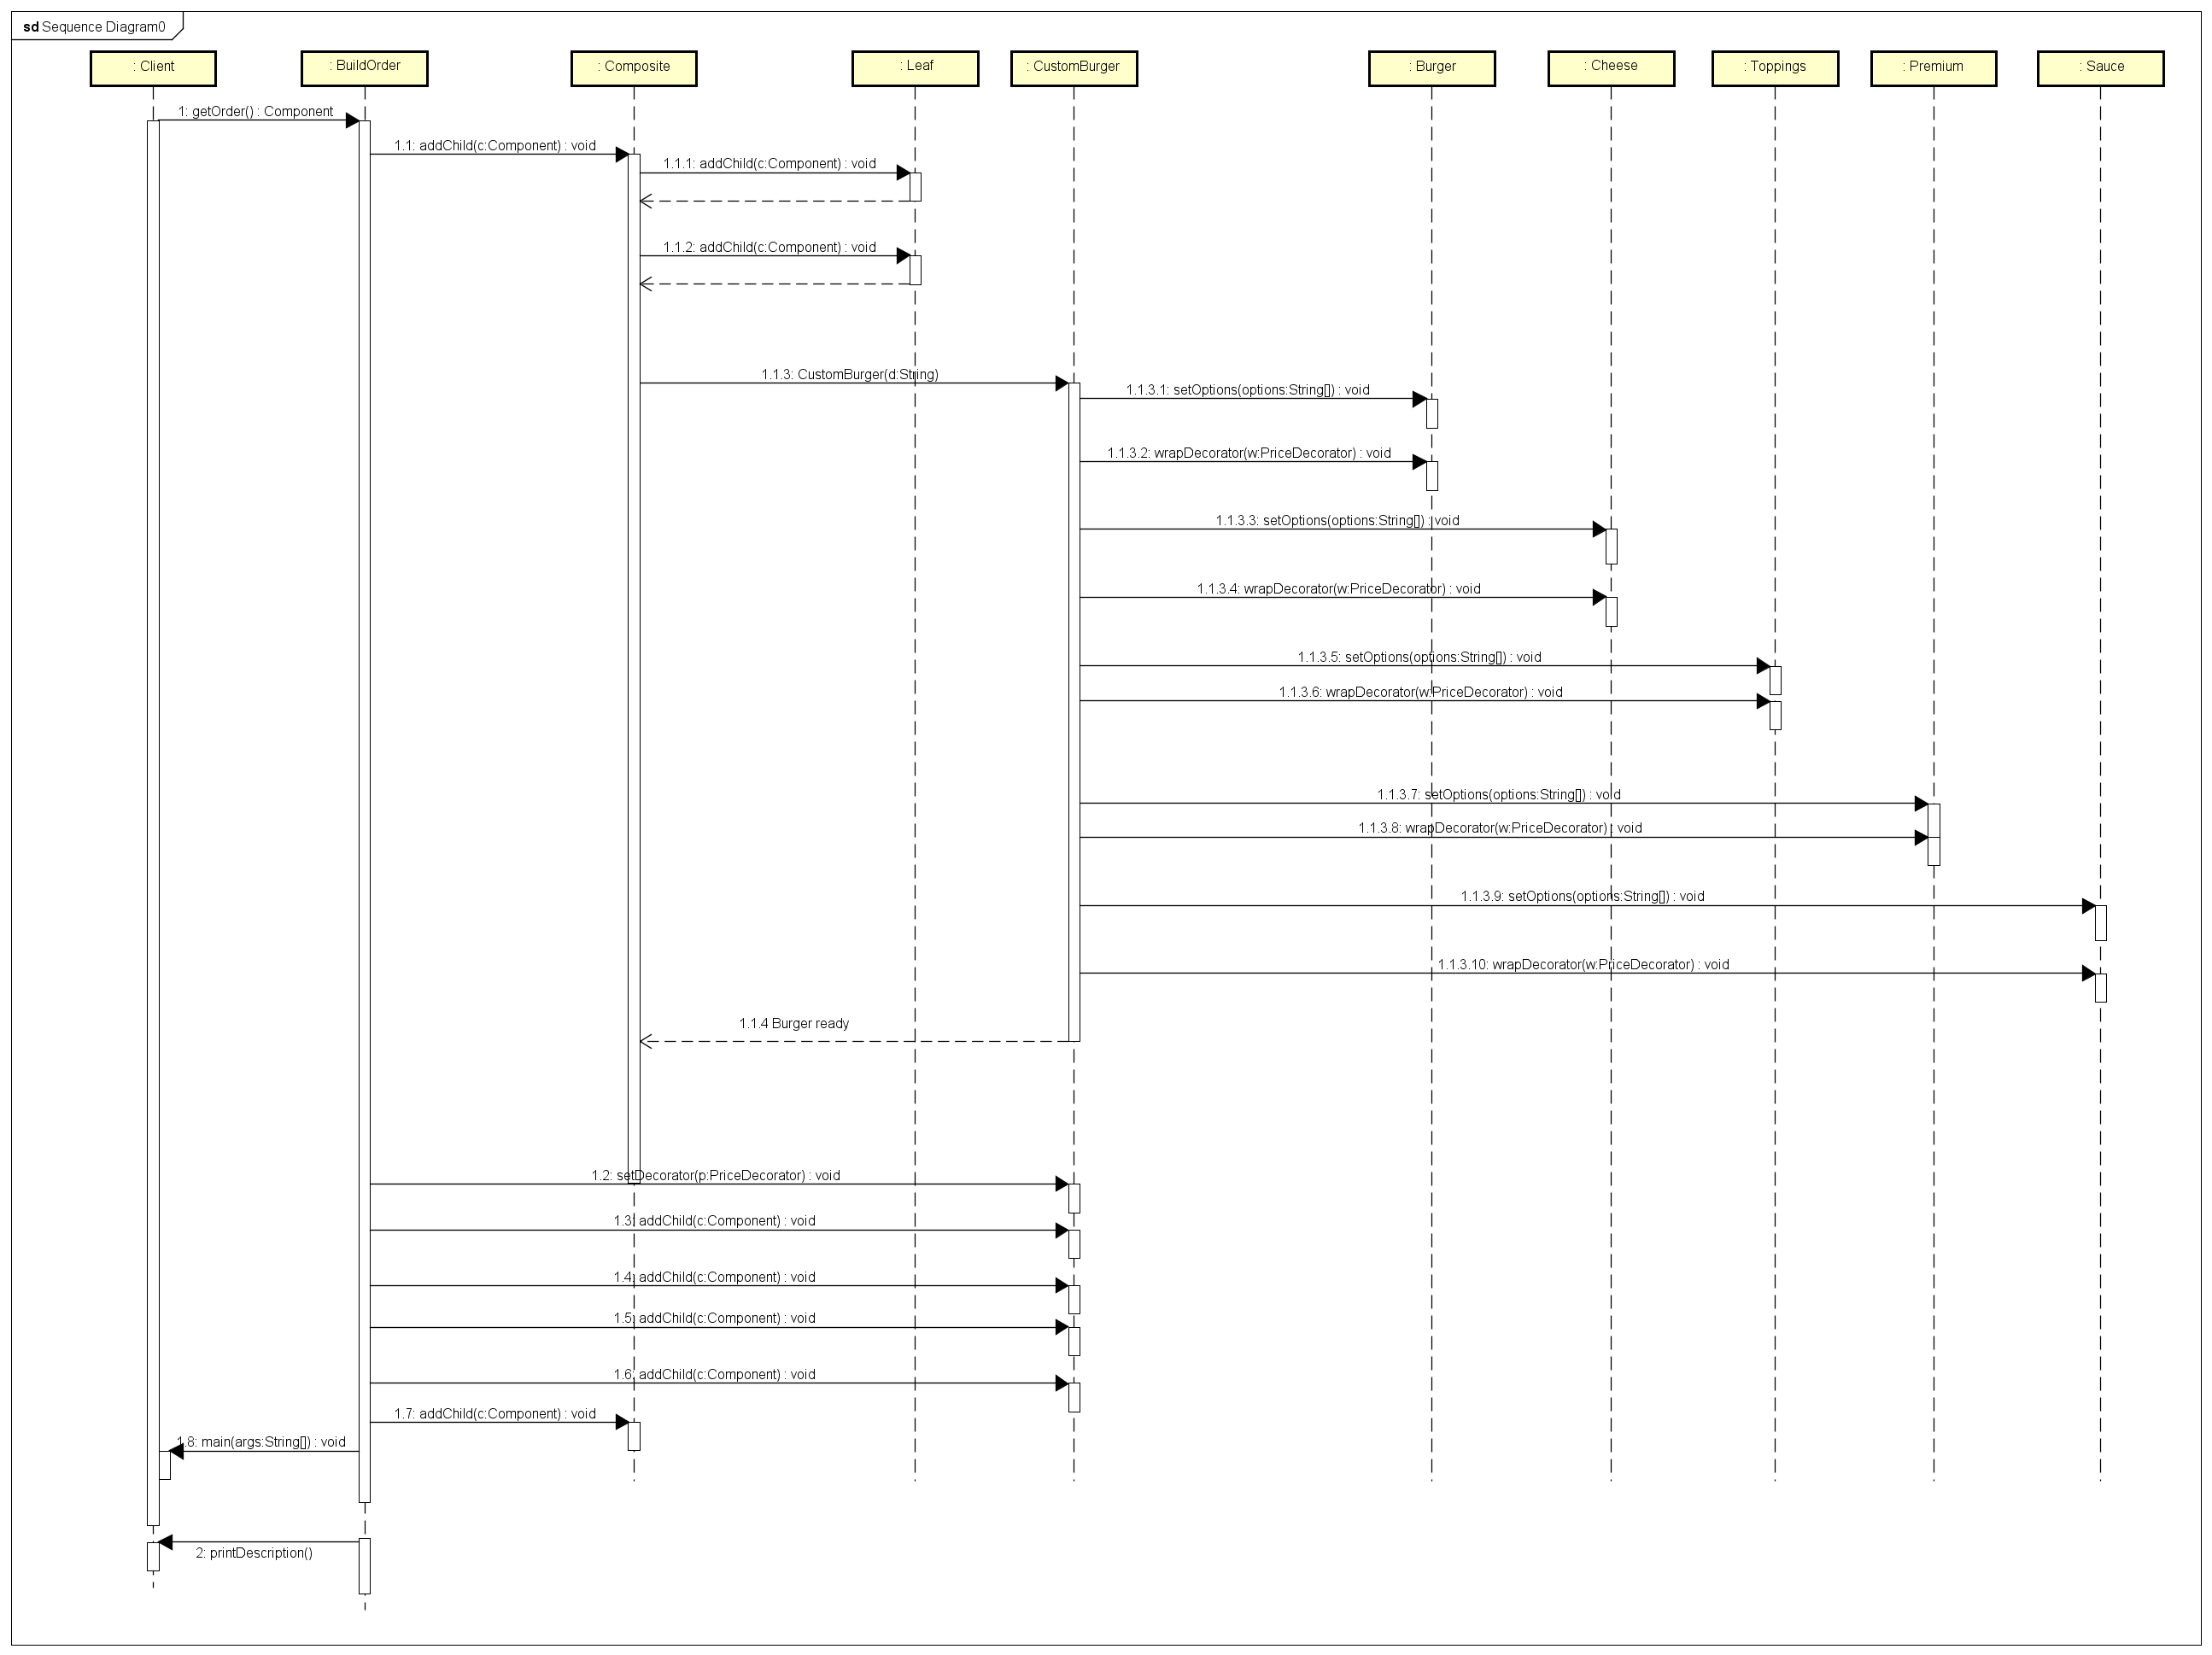 sd Sequence Diagram0
: Client
: BuildOrder
: Composite
: Leaf
: CustomBurger
: Burger
: Cheese
: Toppings
: Premium
: Sauce
1: getOrder() : Component
1.1: addChild(c:Component) : void
1.1.1: addChild(c:Component) : void
1.1.2: addChild(c:Component) : void
1.1.3: CustomBurger(d:String)
1.1.3.1: setOptions(options:String[]) : void
1.1.3.2: wrapDecorator(w:PriceDecorator) : void
1.1.3.3: setOptions(options:String[]) : void
1.1.3.4: wrapDecorator(w:PriceDecorator) : void
1.1.3.5: setOptions(options:String[]) : void
1.1.3.6: wrapDecorator(w:PriceDecorator) : void
1.1.3.7: setOptions(options:String[]) : void
1.1.3.8: wrapDecorator(w:PriceDecorator) : void
1.1.3.9: setOptions(options:String[]) : void
1.1.3.10: wrapDecorator(w:PriceDecorator) : void
1.1.4 Burger ready
1.2: setDecorator(p:PriceDecorator) : void
1.3: addChild(c:Component) : void
1.4: addChild(c:Component) : void
1.5: addChild(c:Component) : void
1.6: addChild(c:Component) : void
1.7: addChild(c:Component) : void
1.8: main(args:String[]) : void
2: printDescription()